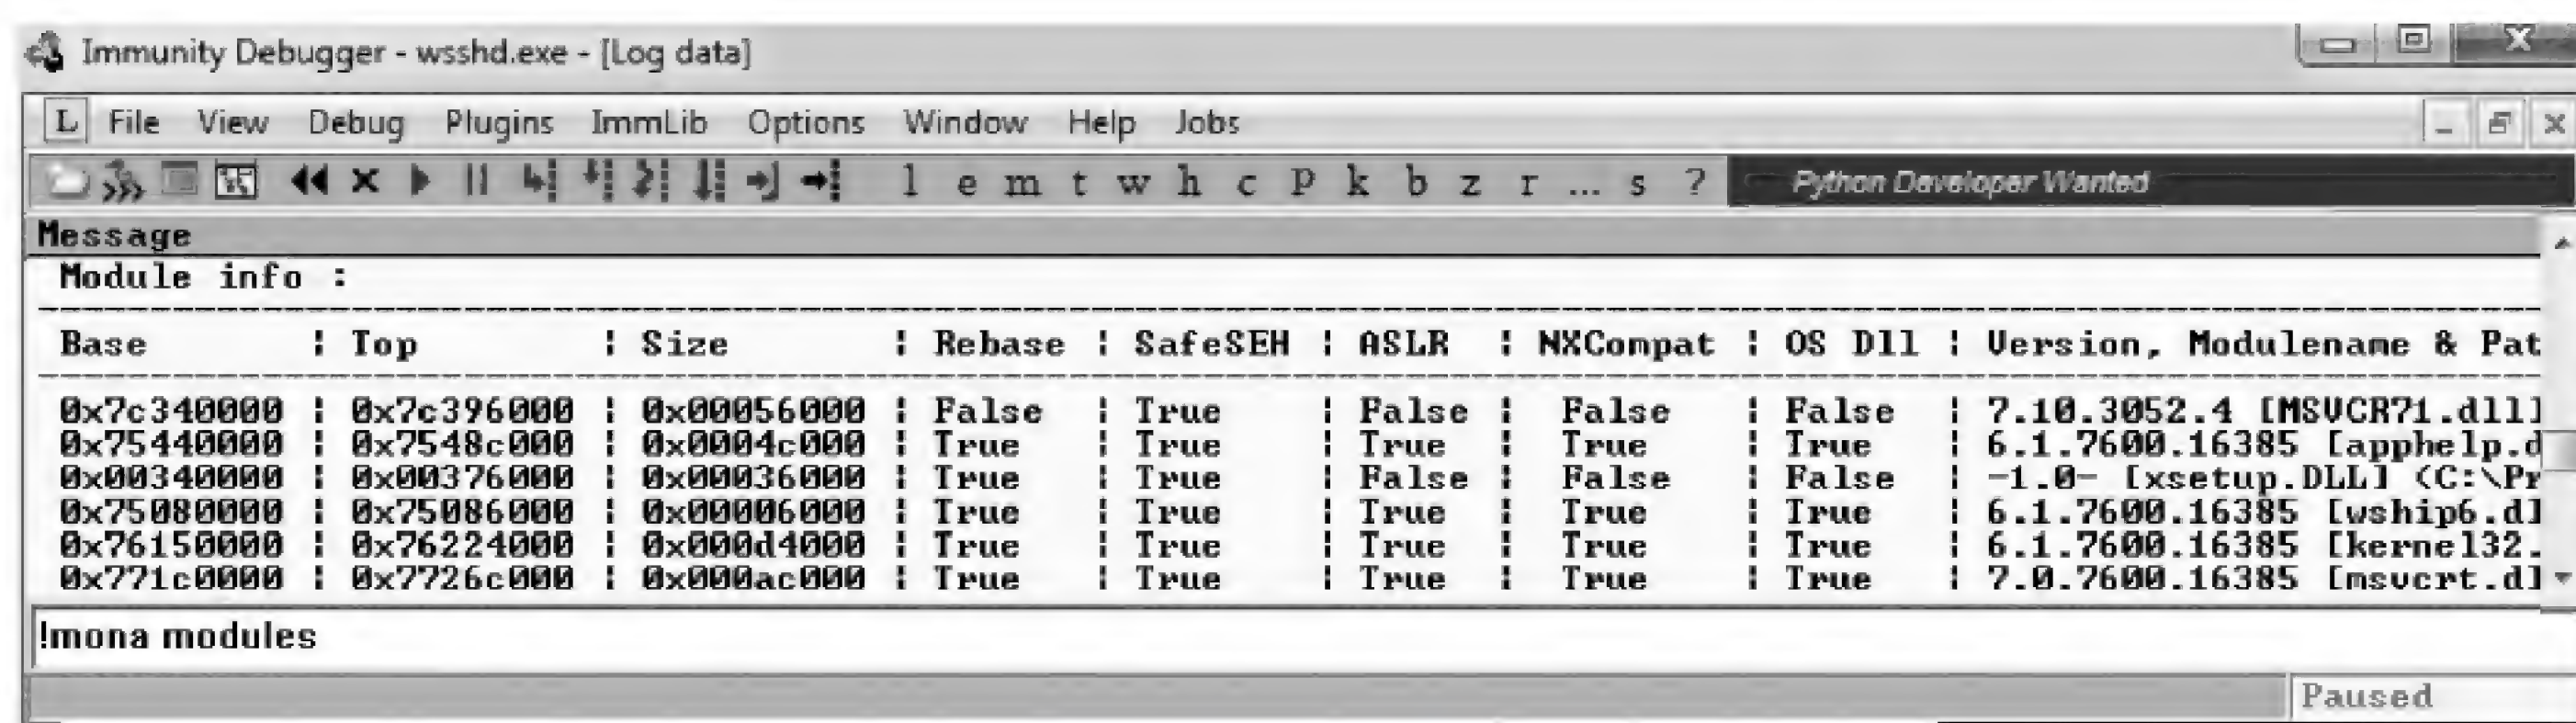 Immunity Debugger - wsshd.exe - [Log data]
L File View Debug Plugins ImmLib Options Window Help Jobs
l e m t w h c P k b z r ... s ? Python Developer Wanted
Message
Module info :
Base | Top | Size | Rebase | SafeSEH | ASLR | NXCompat | OS Dll | Version, Modulename & Pat
0x7c340000 | 0x7c396000 | 0x00056000 | False | True | False | False | False | 7.10.3052.4 [MSVCR71.dll]
0x75440000 | 0x7548c000 | 0x0004c000 | True | True | True | True | True | 6.1.7600.16385 [apphelp.d
0x00340000 | 0x00376000 | 0x00036000 | True | True | False | False | False | -1.0- [xsetup.DLL] (C:\Pr
0x75080000 | 0x75086000 | 0x00006000 | True | True | True | True | True | 6.1.7600.16385 [wship6.dl
0x76150000 | 0x76224000 | 0x000d4000 | True | True | True | True | True | 6.1.7600.16385 [kernel32.
0x771c0000 | 0x7726c000 | 0x000ac000 | True | True | True | True | True | 7.0.7600.16385 [msvcrt.dl
!mona modules
Paused